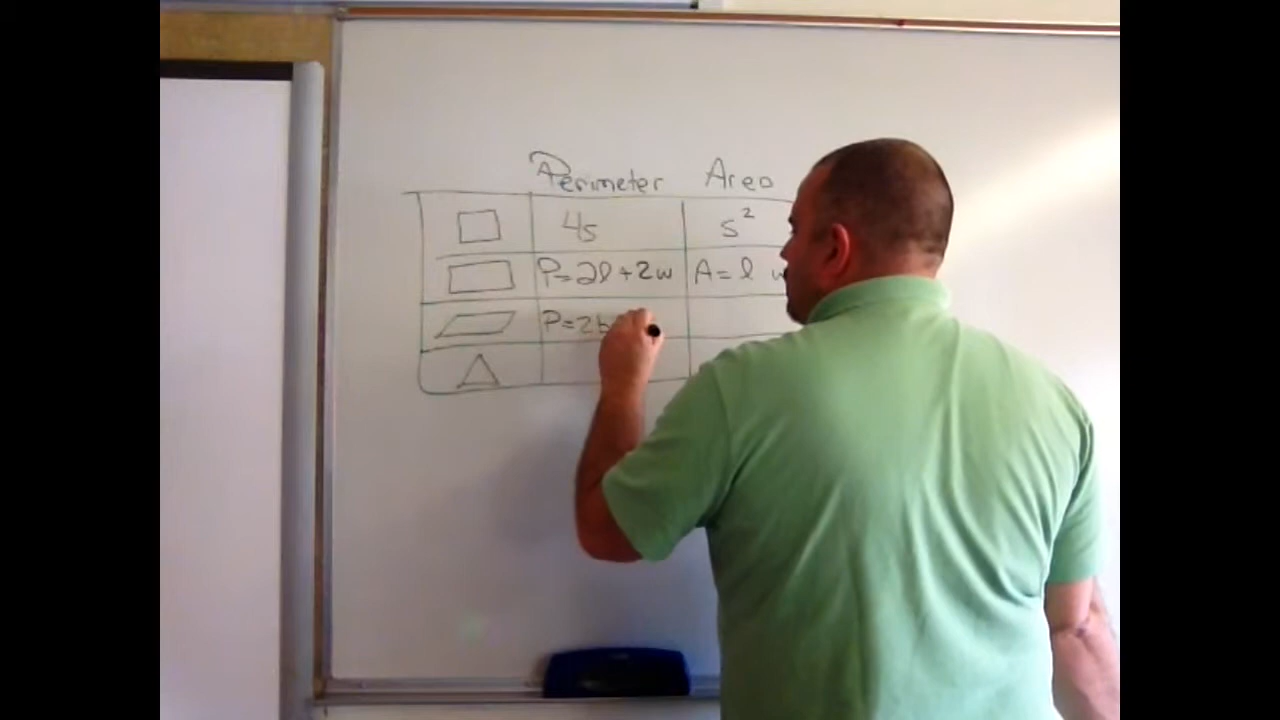 Perimeter Area
4s s²
P=2l+2w A= l w
P=2b